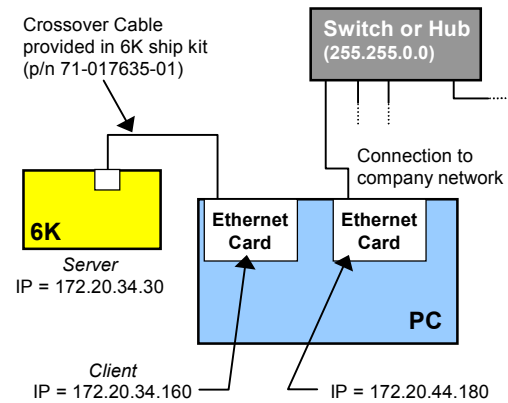 Crossover Cable
provided in 6K ship kit
(p/n 71-017635-01)
Switch or Hub
(255.255.0.0)
Connection to
company network
6K
Server
IP = 172.20.34.30
Ethernet
Card
Ethernet
Card
PC
Client
IP = 172.20.34.160
IP = 172.20.44.180